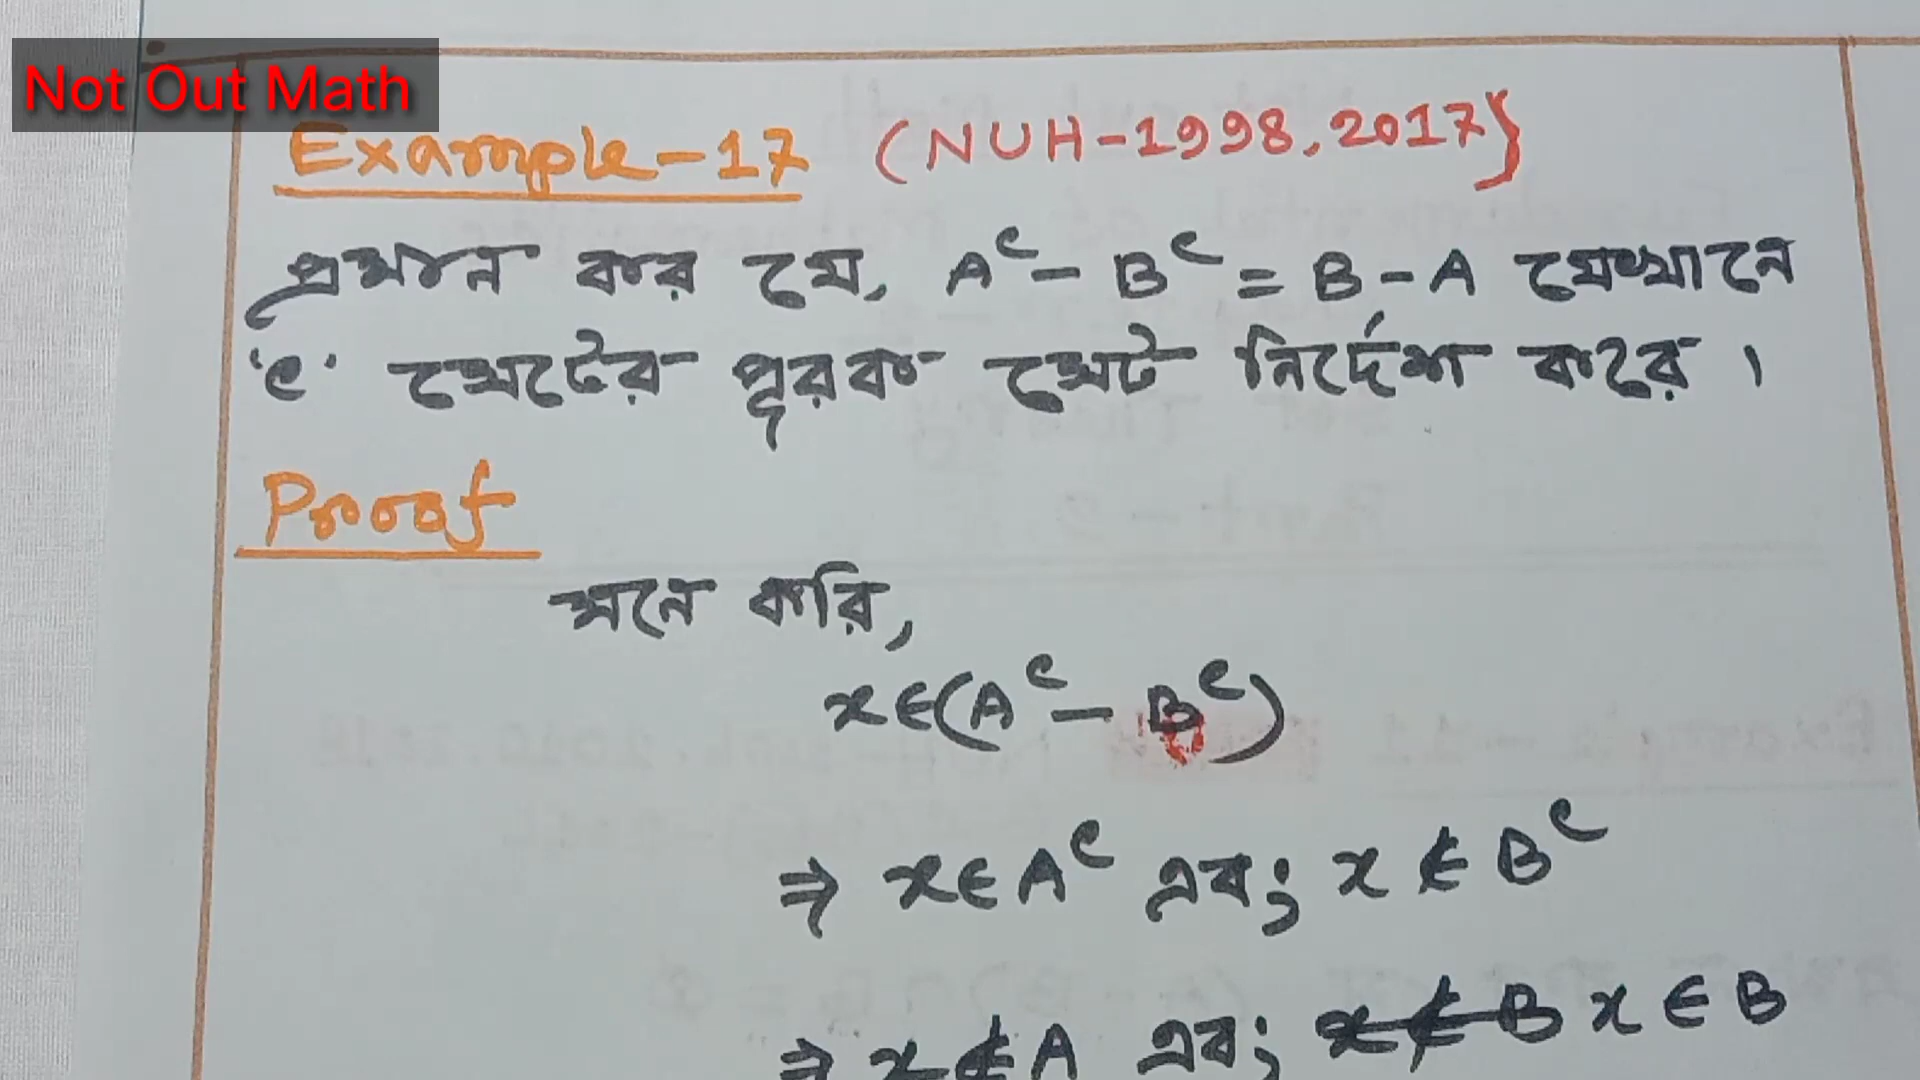 Not Out Math
Example-17 (NUH-1998, 2017}
প্রমান কর যে, Aᶜ - Bᶜ = B - A যেখানে
'c' সেটের পূরক সেট নির্দেশ করে।
Proof
মনে করি,
x∈(Aᶜ - Bᶜ)
⇒ x∈Aᶜ এবং x ∉ Bᶜ
⇒ x ∉ A এবং x ∉ B x ∈ B